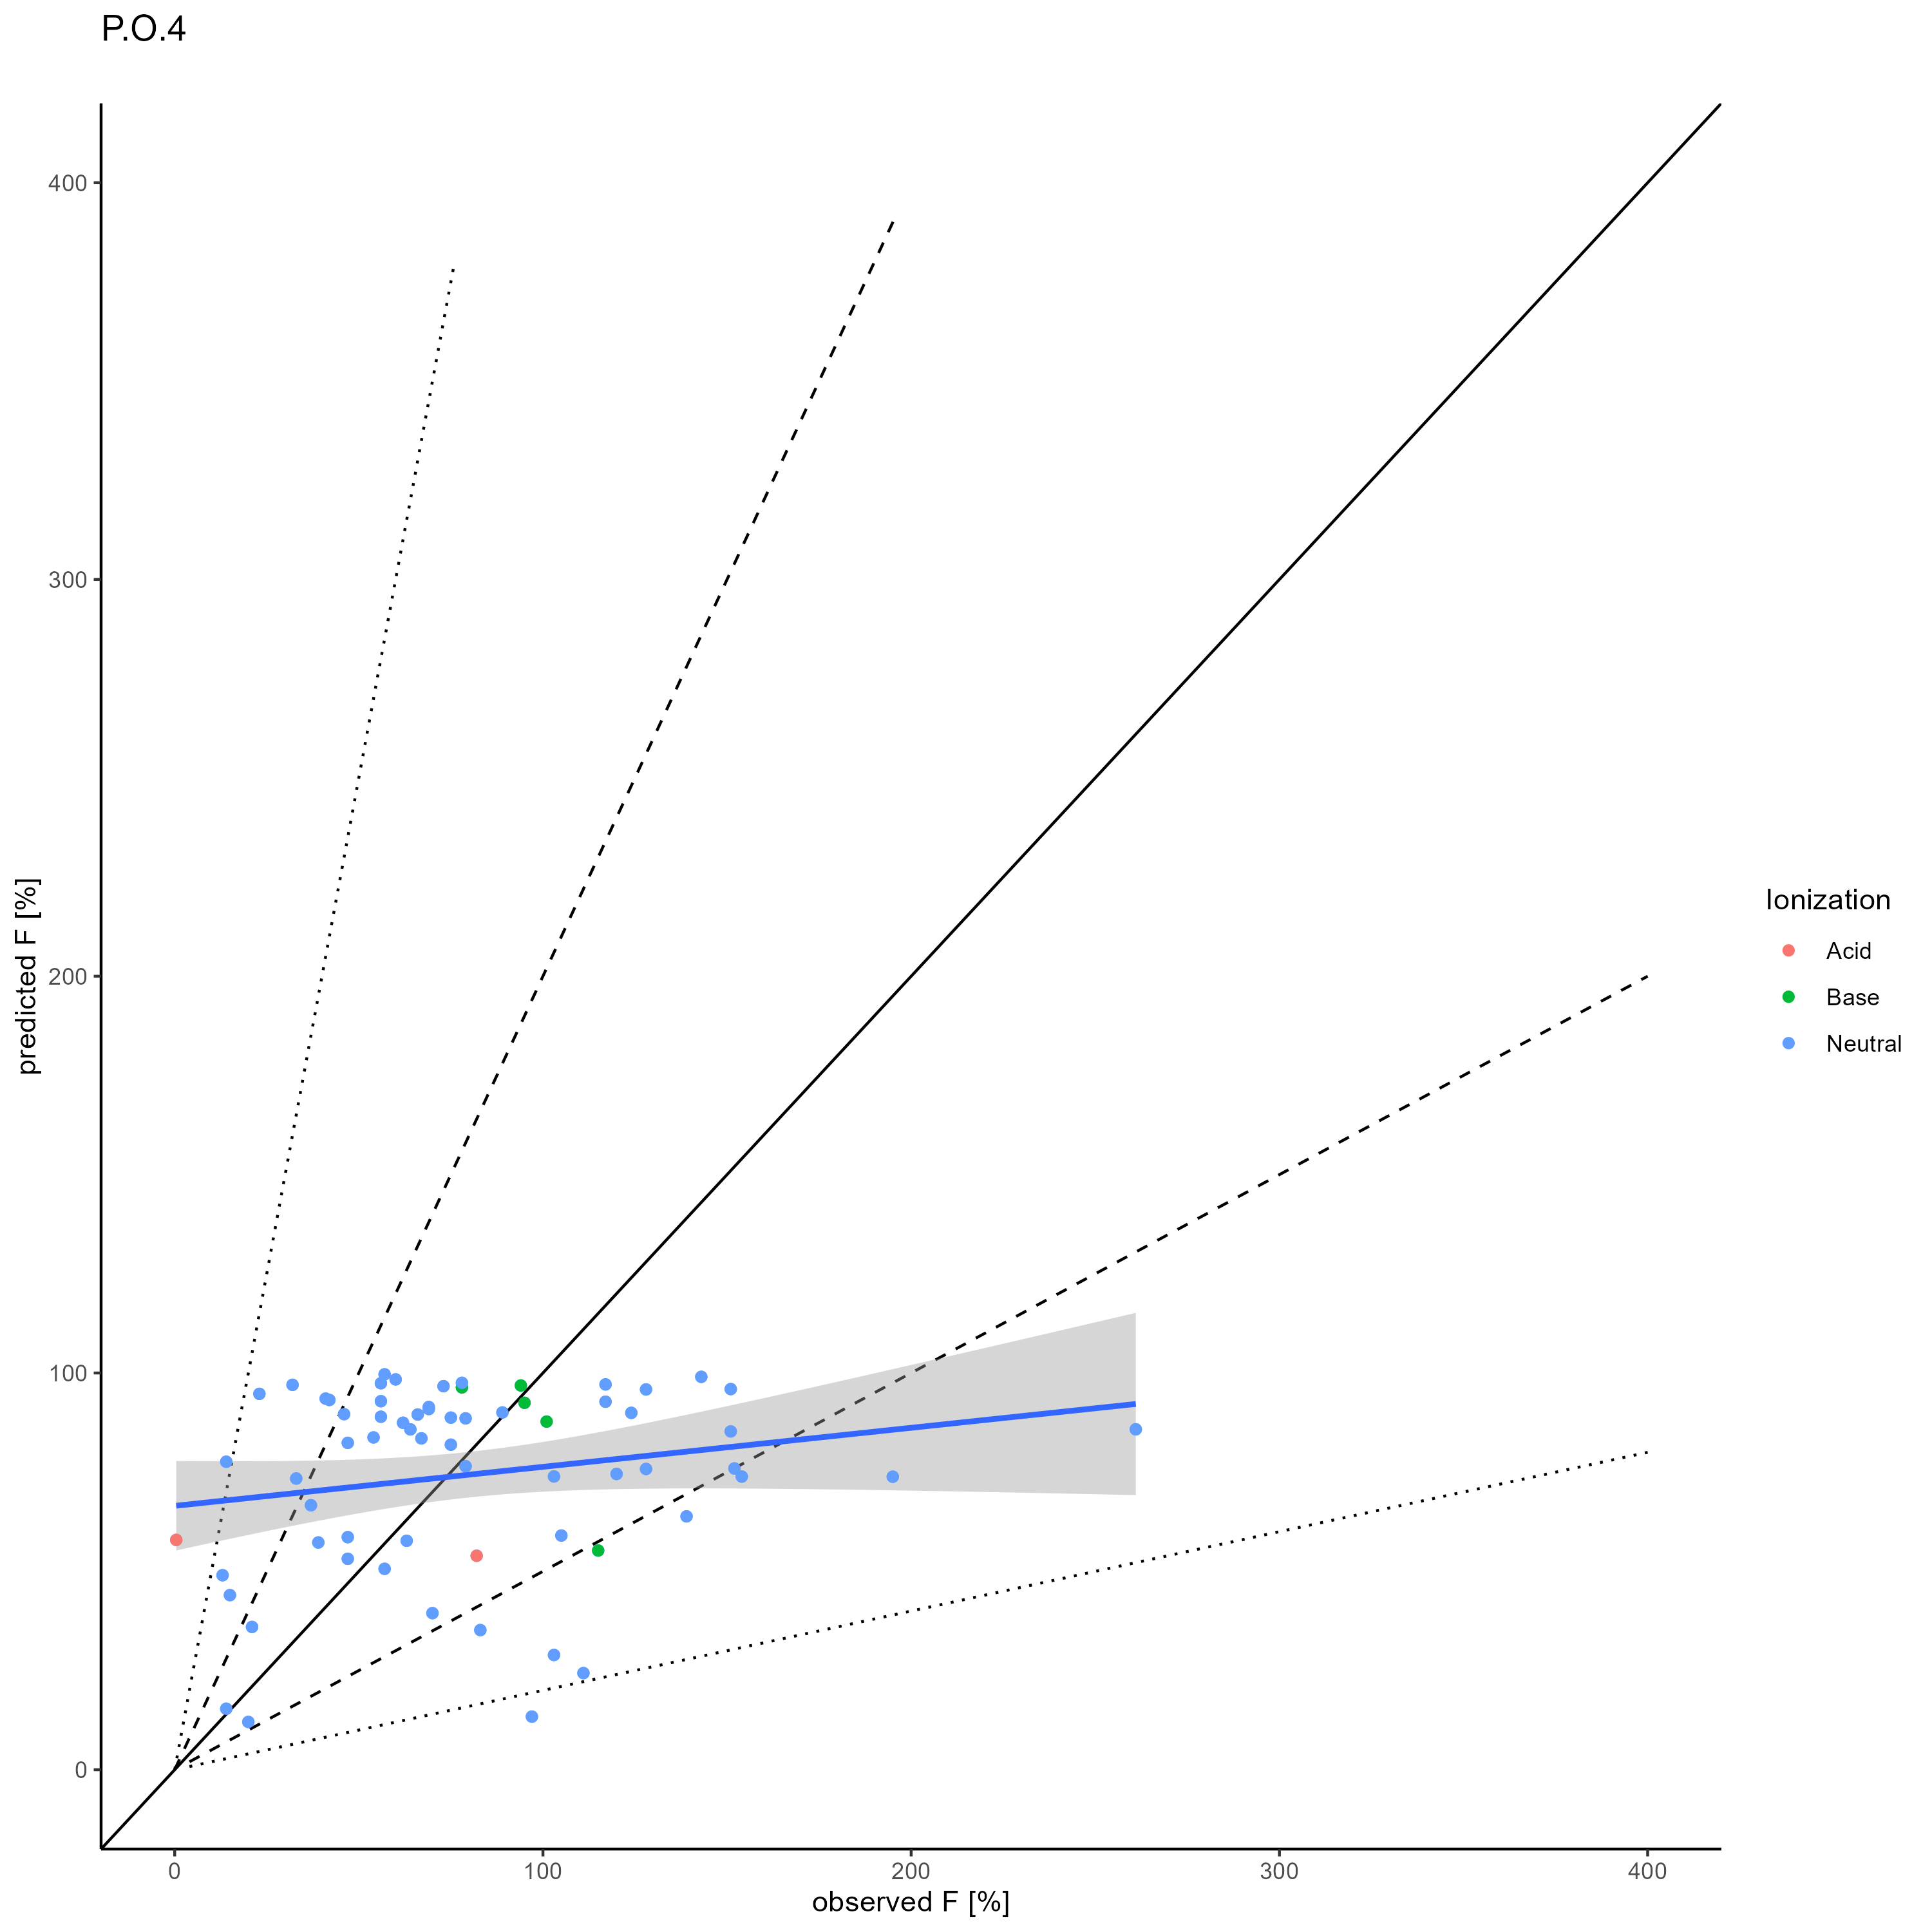 P.O.4
400
300
200
100
0
predicted F [%]
0
100
200
300
400
observed F [%]
Ionization
Acid
Base
Neutral